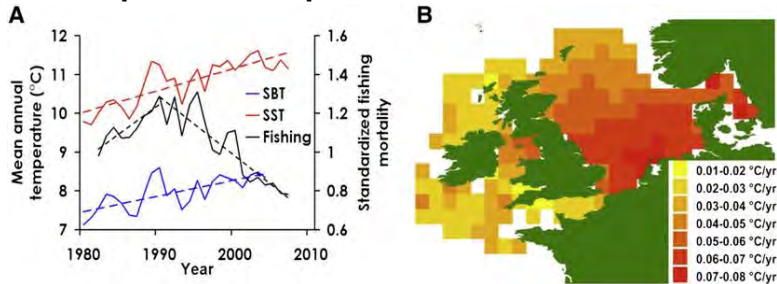 A
B
12
11
10
9
8
7
Mean annual
temperature (°C)
1.6
1.4
1.2
1
0.8
0.6
Standardized fishing
mortality
SBT
SST
Fishing
1980
1990
2000
2010
Year
0.01-0.02 °C/yr
0.02-0.03 °C/yr
0.03-0.04 °C/yr
0.04-0.05 °C/yr
0.05-0.06 °C/yr
0.06-0.07 °C/yr
0.07-0.08 °C/yr